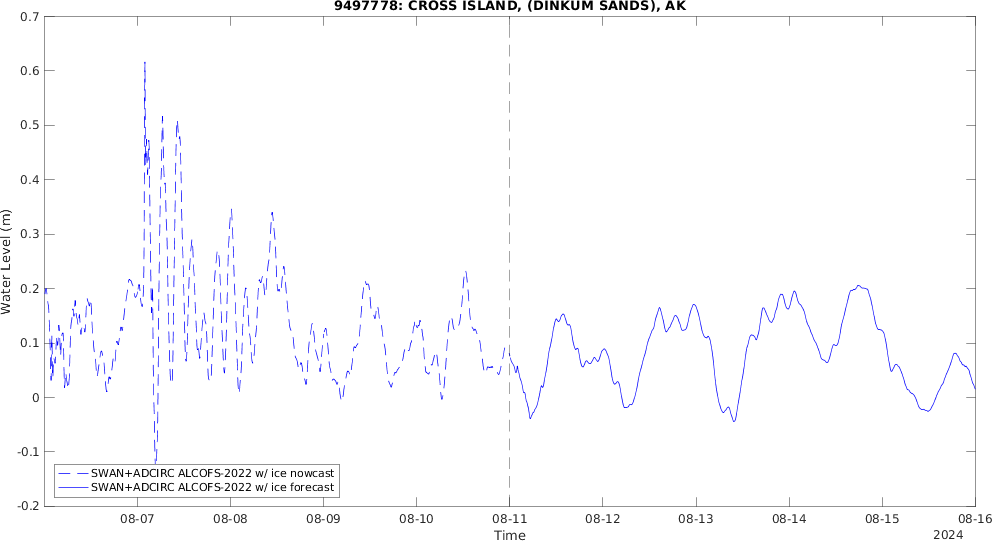 9497778: CROSS ISLAND, (DINKUM SANDS), AK
0.7
0.6
0.5
0.4
0.3
0.2
0.1
0
-0.1
-0.2
Water Level (m)
SWAN+ADCIRC ALCOFS-2022 w/ ice nowcast
SWAN+ADCIRC ALCOFS-2022 w/ ice forecast
08-07 08-08 08-09 08-10 08-11 08-12 08-13 08-14 08-15 08-16
2024
Time